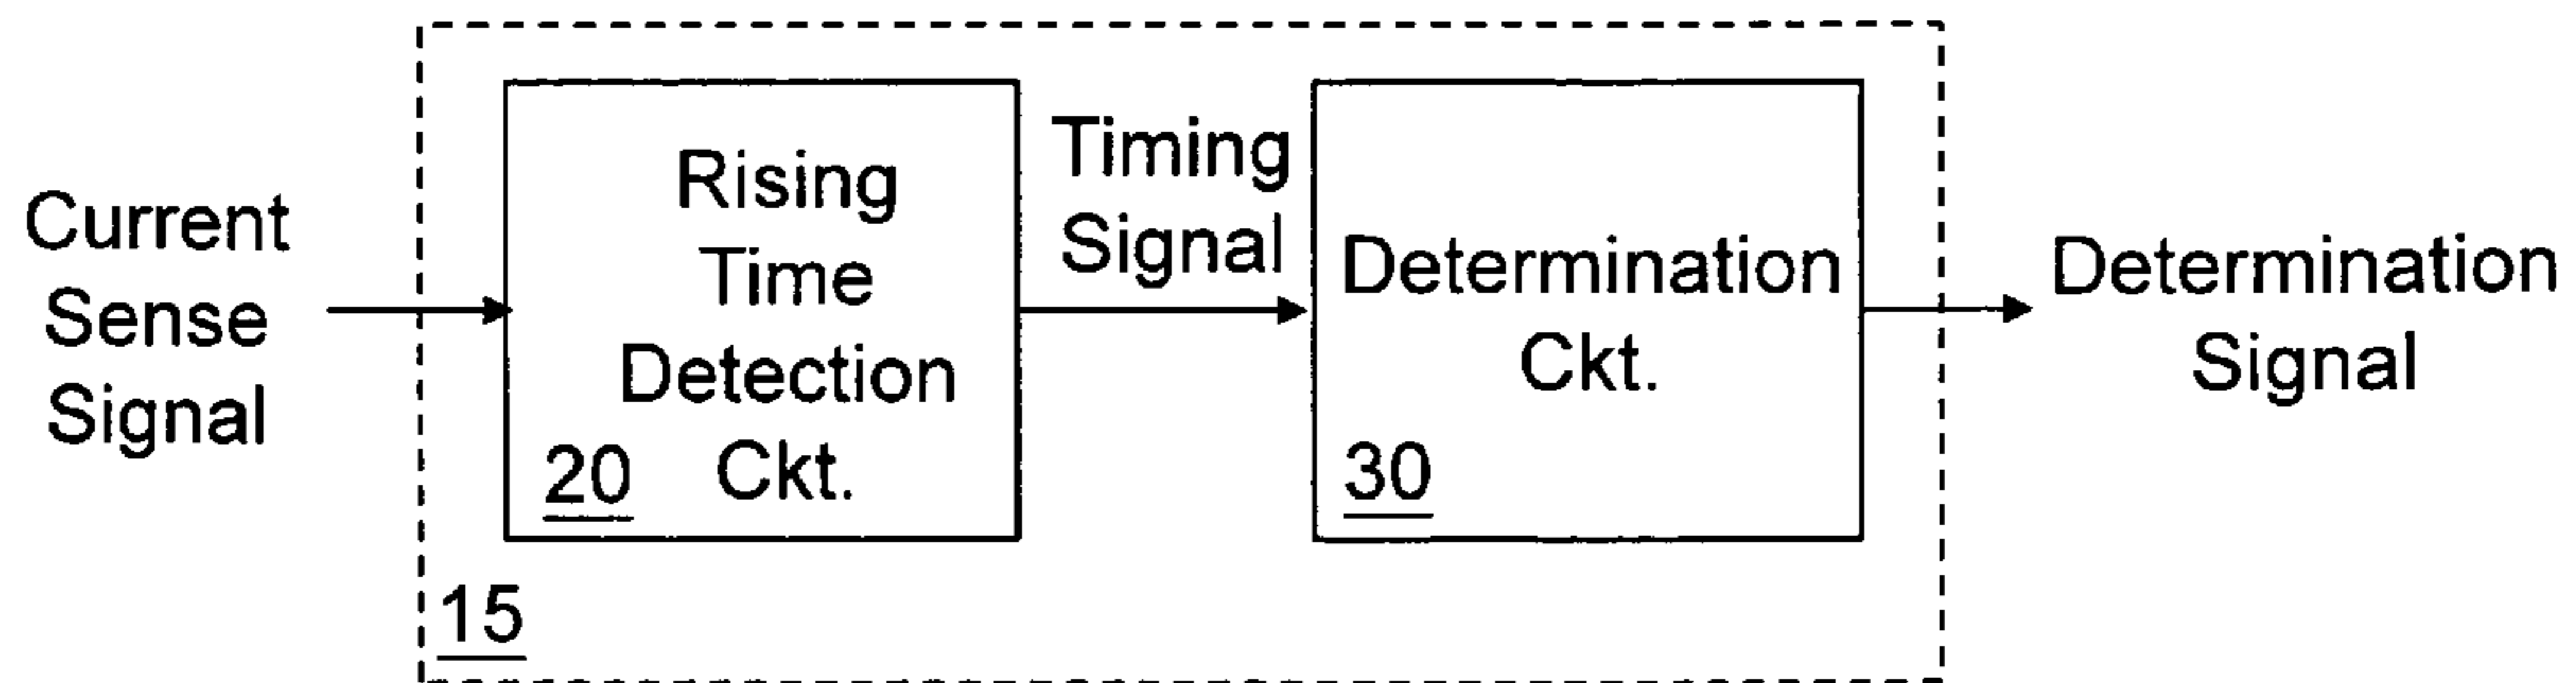 Current
Sense
Signal
Rising
Time
Detection
Ckt.
20
Timing
Signal
Determination
Ckt.
30
Determination
Signal
15